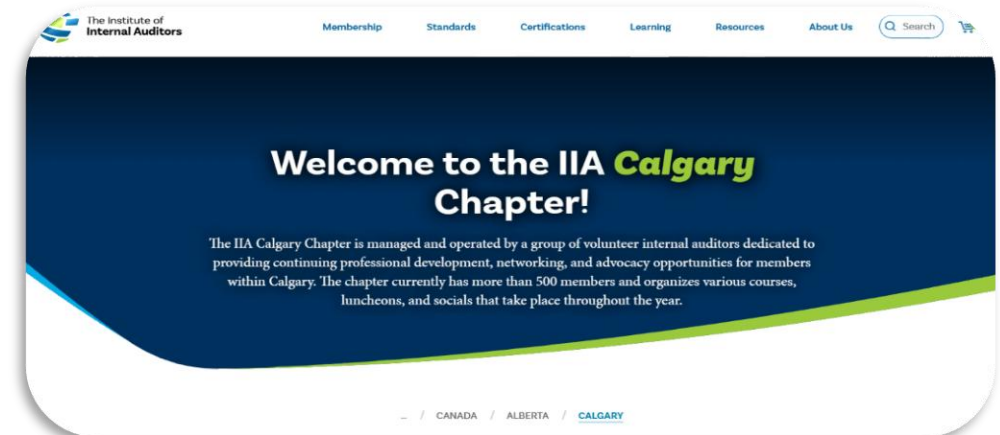 The Institute of
Internal Auditors
Membership Standards Certifications Learning Resources About Us Search
Welcome to the IIA Calgary
Chapter!
The IIA Calgary Chapter is managed and operated by a group of volunteer internal auditors dedicated to
providing continuing professional development, networking, and advocacy opportunities for members
within Calgary. The chapter currently has more than 500 members and organizes various courses,
luncheons, and socials that take place throughout the year.
... / CANADA / ALBERTA / CALGARY